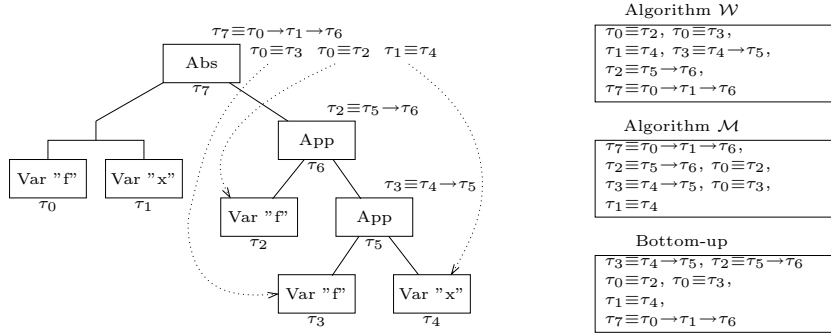 τ7≡τ0→τ1→τ6
τ0≡τ3 τ0≡τ2 τ1≡τ4
Abs
τ7
τ2≡τ5→τ6
App
τ6
Var "f" Var "x"
τ0 τ1
τ3≡τ4→τ5
Var "f" App
τ2 τ5
Var "f" Var "x"
τ3 τ4
Algorithm 𝒲
τ0≡τ2, τ0≡τ3,
τ1≡τ4, τ3≡τ4→τ5,
τ2≡τ5→τ6,
τ7≡τ0→τ1→τ6
Algorithm ℳ
τ7≡τ0→τ1→τ6,
τ2≡τ5→τ6, τ0≡τ2,
τ3≡τ4→τ5, τ0≡τ3,
τ1≡τ4
Bottom-up
τ3≡τ4→τ5, τ2≡τ5→τ6
τ0≡τ2, τ0≡τ3,
τ1≡τ4,
τ7≡τ0→τ1→τ6